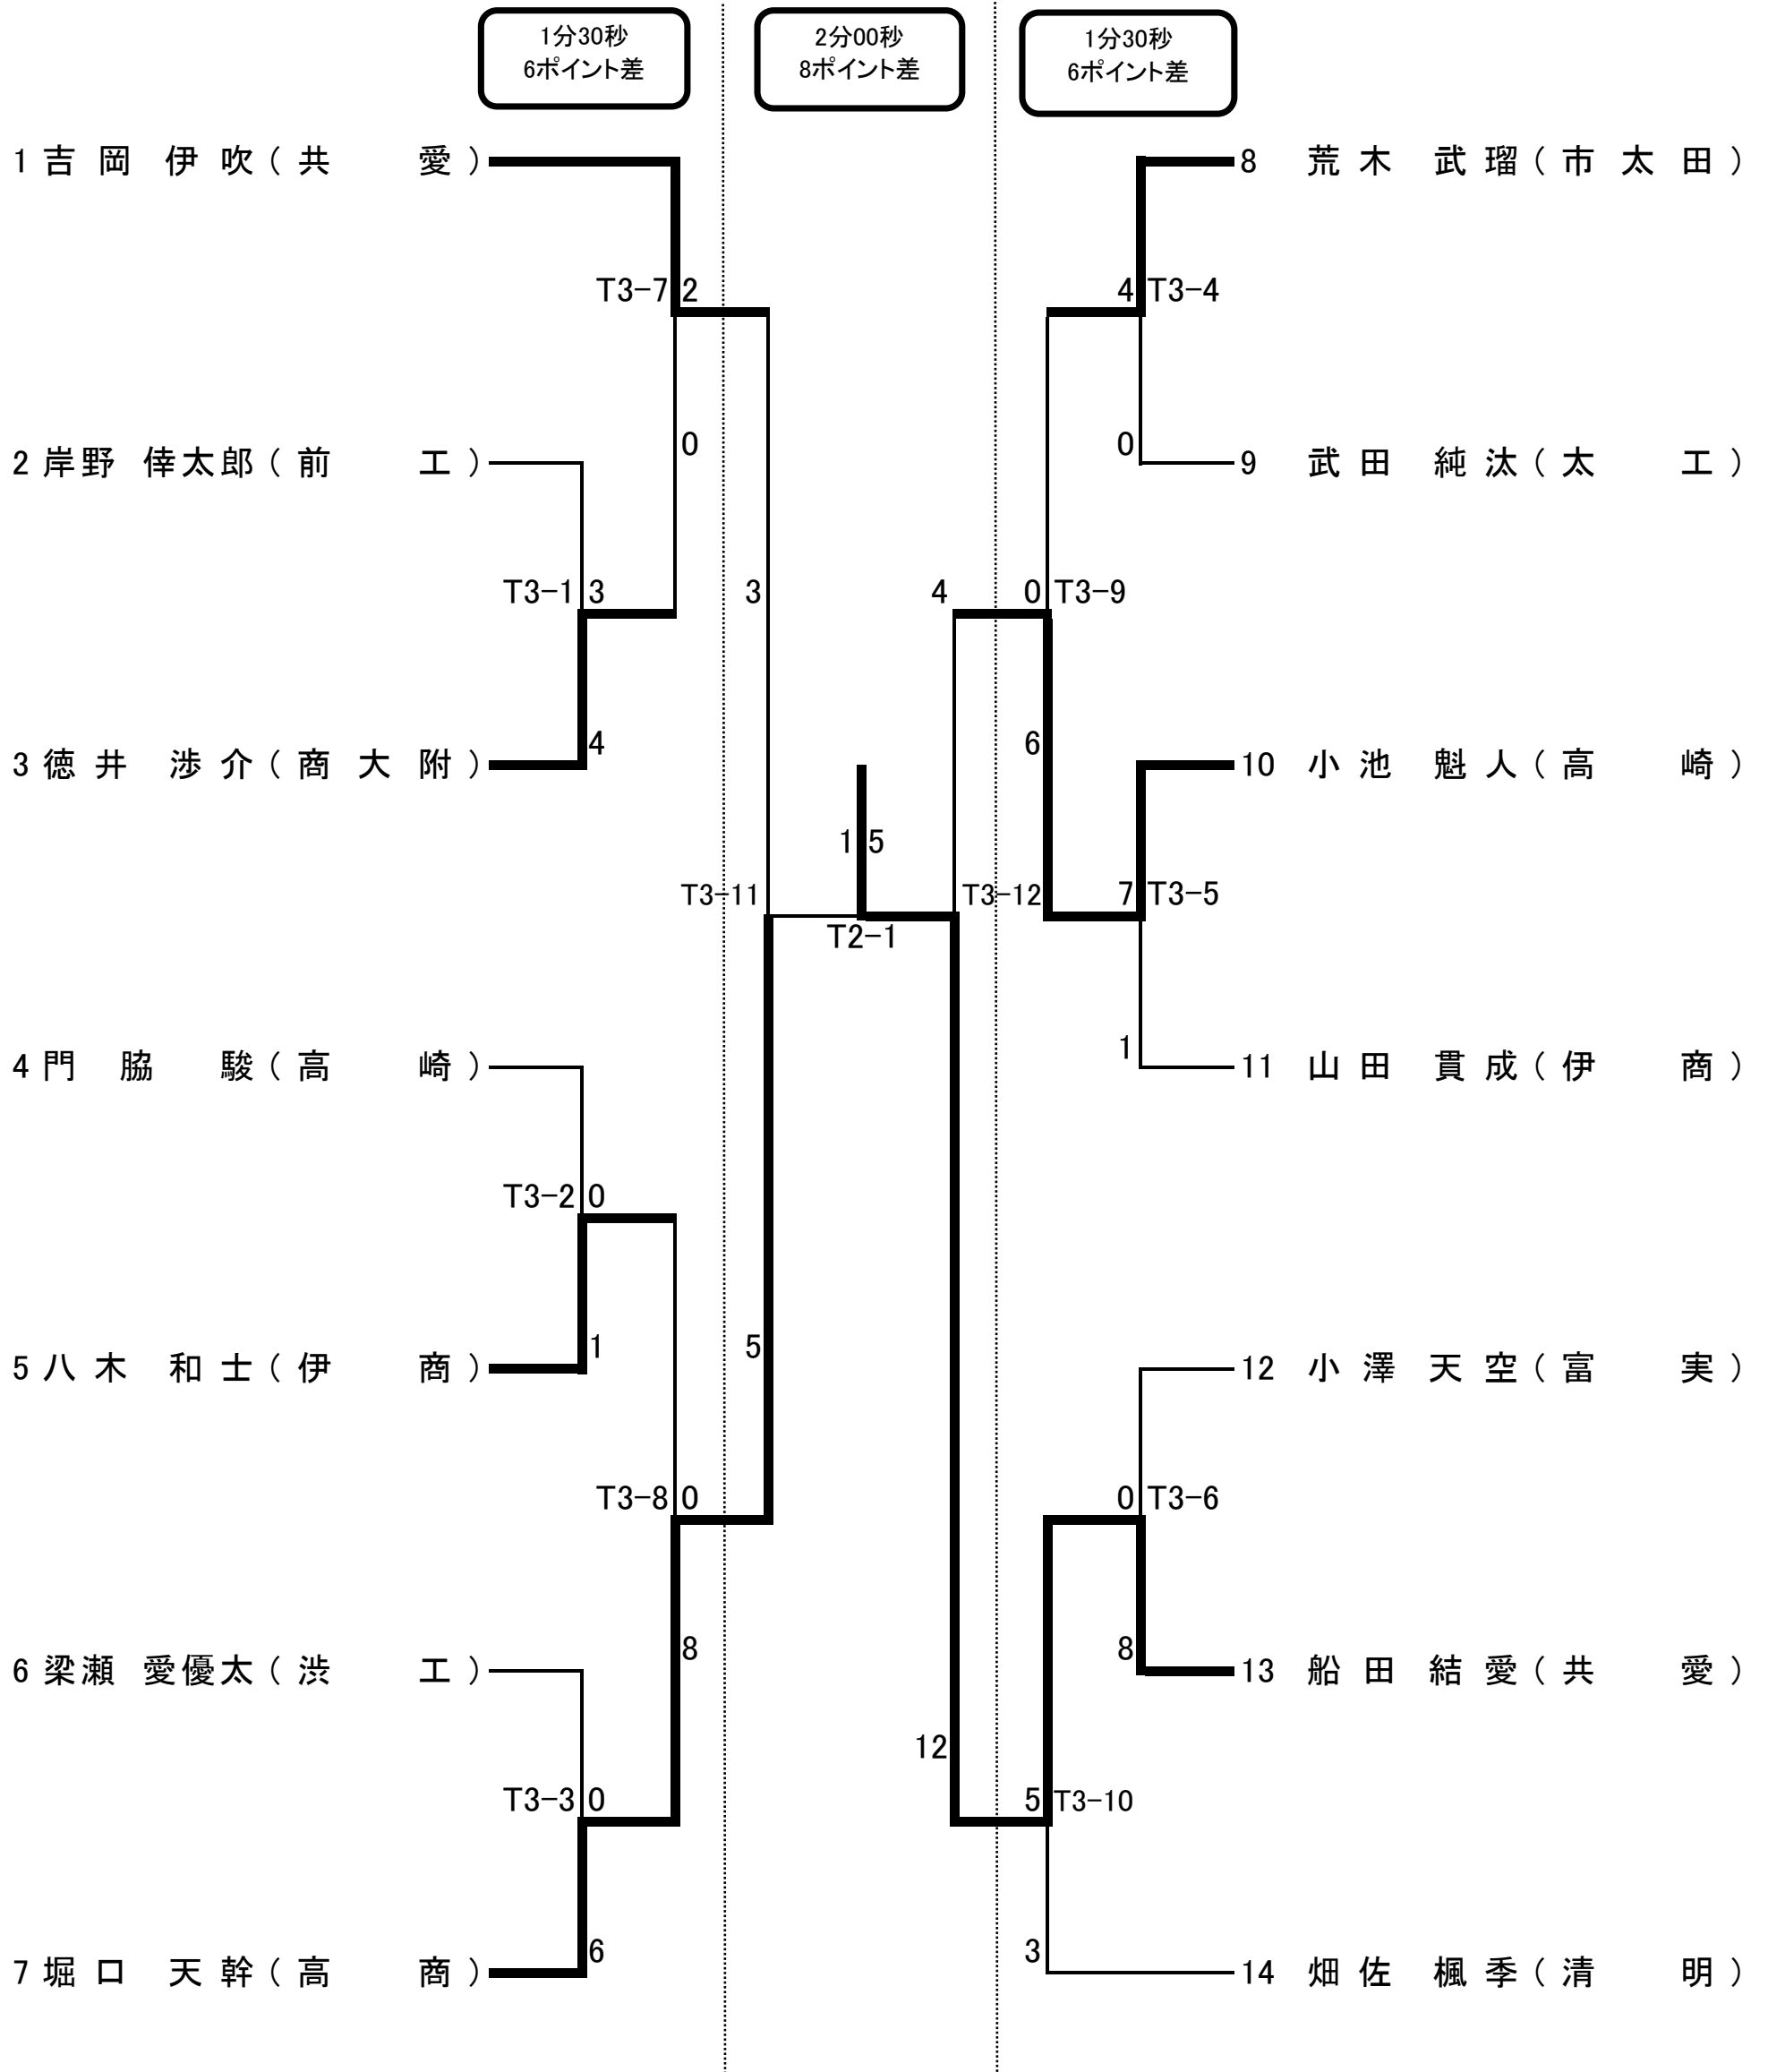 1分30秒
6ポイント差
2分00秒
8ポイント差
1分30秒
6ポイント差
1 吉岡 伊吹 (共愛)
8 荒木 武瑠 (市太田)
T3-7 2
4 T3-4
2 岸野 倖太郎 (前工)
0
0
9 武田 純汰 (太工)
T3-1 3
3
4
0 T3-9
3 徳井 渉介 (商大附)
4
6
10 小池 魁人 (高崎)
1 5
T3-11
T3-12
7 T3-5
T2-1
4 門脇 駿 (高崎)
1
11 山田 貫成 (伊商)
T3-2 0
5 八木 和士 (伊商)
1
5
12 小澤 天空 (富実)
T3-8 0
0 T3-6
6 梁瀬 愛優太 (渋工)
8
8
13 船田 結愛 (共愛)
12
T3-3 0
5 T3-10
7 堀口 天幹 (高商)
6
3
14 畑佐 楓季 (清明)